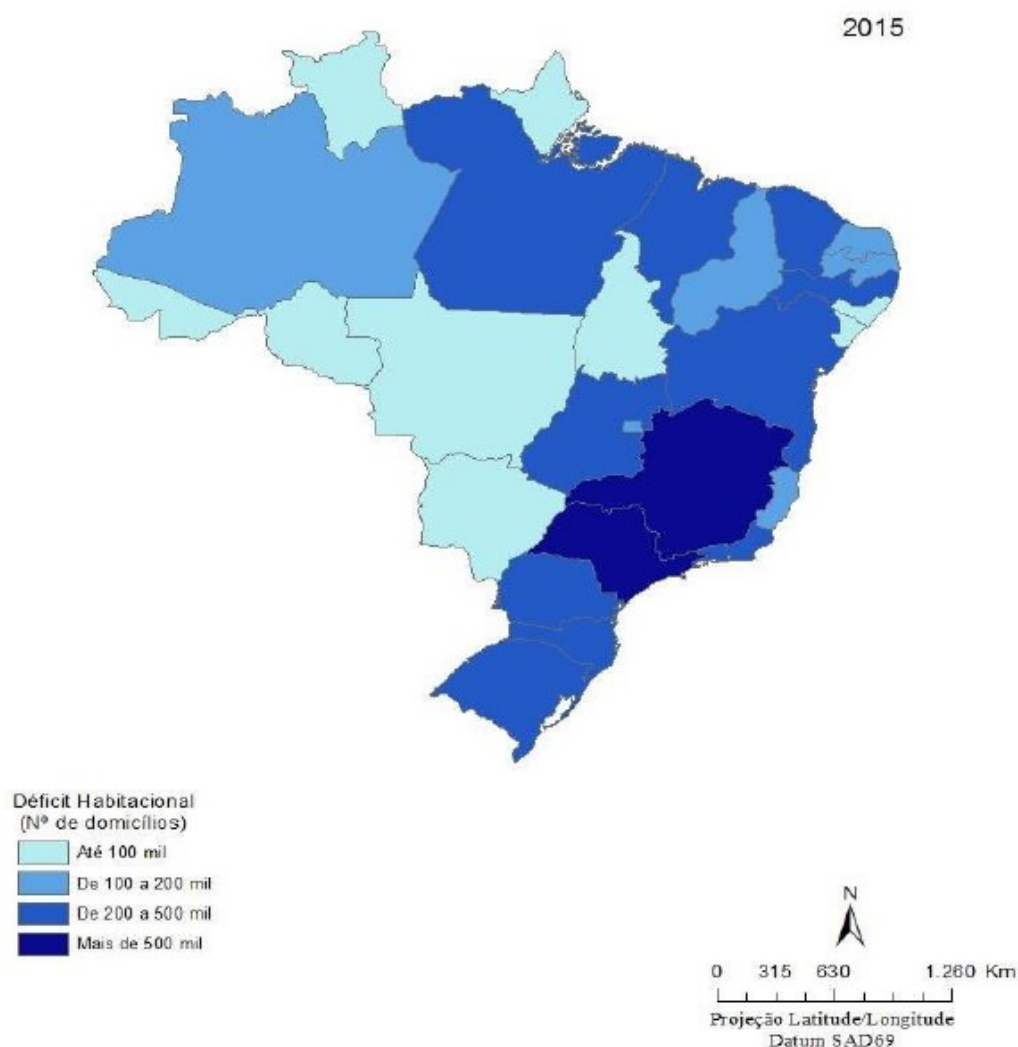 2015
Déficit Habitacional
(Nº de domicílios)
Até 100 mil
De 100 a 200 mil
De 200 a 500 mil
Mais de 500 mil
N
0 315 630 1.260 Km
Projeção Latitude/Longitude
Datum SAD69